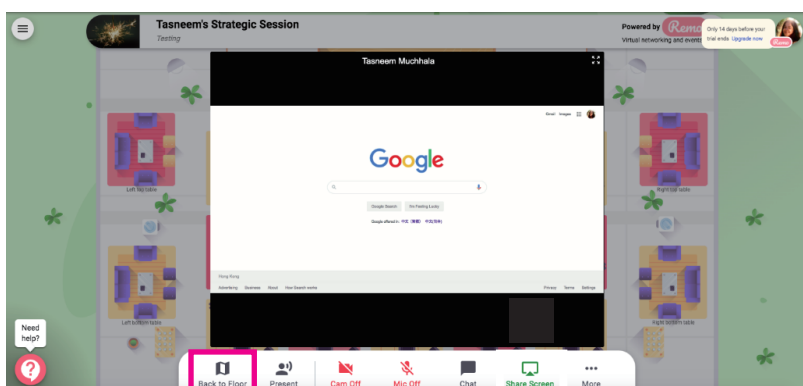 Tasneem's Strategic Session
Testing
Powered by Remo
Virtual networking and events
Only 14 days before your
trial ends Upgrade now
Remo
Tasneem Muchhala
Gmail Images
Google
Google Search I'm Feeling Lucky
Google offered in: 中文（繁體） 中文(简体)
Hong Kong
Advertising Business About How Search works
Privacy Terms Settings
Left top table
Right top table
Left bottom table
Right bottom table
Need
help?
Back to Floor
Present
Cam Off
Mic Off
Chat
Share Screen
More